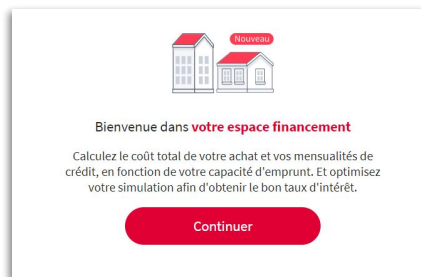 Nouveau
Bienvenue dans votre espace financement
Calculez le coût total de votre achat et vos mensualités de
crédit, en fonction de votre capacité d'emprunt. Et optimisez
votre simulation afin d'obtenir le bon taux d'intérêt.
Continuer